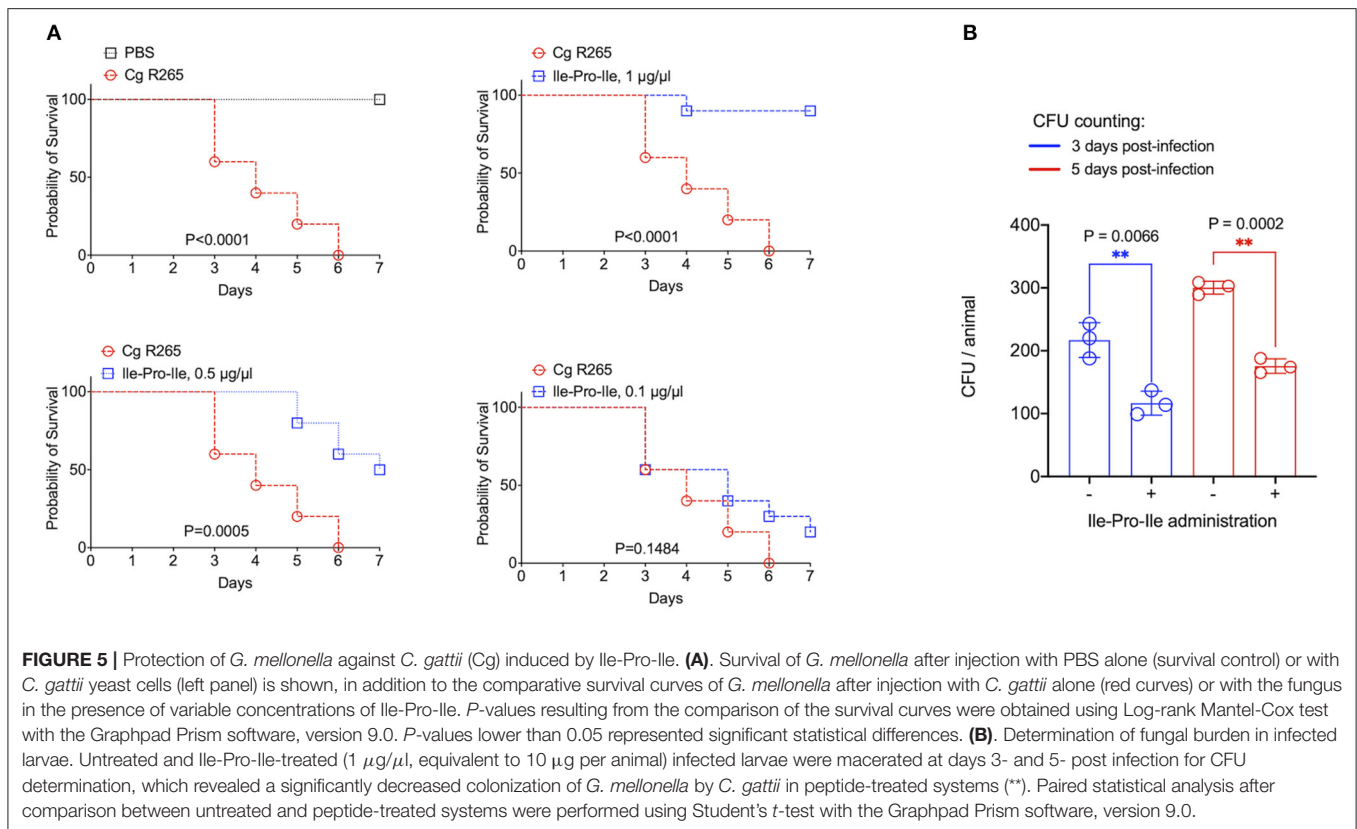 A
PBS
Cg R265
100
50
0
Probability of Survival
P<0.0001
0 1 2 3 4 5 6 7
Days
Cg R265
Ile-Pro-Ile, 1 µg/µl
100
50
0
Probability of Survival
P<0.0001
0 1 2 3 4 5 6 7
Days
Cg R265
Ile-Pro-Ile, 0.5 µg/µl
100
50
0
Probability of Survival
P=0.0005
0 1 2 3 4 5 6 7
Days
Cg R265
Ile-Pro-Ile, 0.1 µg/µl
100
50
0
Probability of Survival
P=0.1484
0 1 2 3 4 5 6 7
Days
B
CFU counting:
3 days post-infection
5 days post-infection
P = 0.0066
P = 0.0002
**
**
400
300
200
100
0
CFU / animal
- + - +
Ile-Pro-Ile administration
FIGURE 5 | Protection of G. mellonella against C. gattii (Cg) induced by Ile-Pro-Ile. (A). Survival of G. mellonella after injection with PBS alone (survival control) or with
C. gattii yeast cells (left panel) is shown, in addition to the comparative survival curves of G. mellonella after injection with C. gattii alone (red curves) or with the fungus
in the presence of variable concentrations of Ile-Pro-Ile. P-values resulting from the comparison of the survival curves were obtained using Log-rank Mantel-Cox test
with the Graphpad Prism software, version 9.0. P-values lower than 0.05 represented significant statistical differences. (B). Determination of fungal burden in infected
larvae. Untreated and Ile-Pro-Ile-treated (1 µg/µl, equivalent to 10 µg per animal) infected larvae were macerated at days 3- and 5- post infection for CFU
determination, which revealed a significantly decreased colonization of G. mellonella by C. gattii in peptide-treated systems (**). Paired statistical analysis after
comparison between untreated and peptide-treated systems were performed using Student's t-test with the Graphpad Prism software, version 9.0.